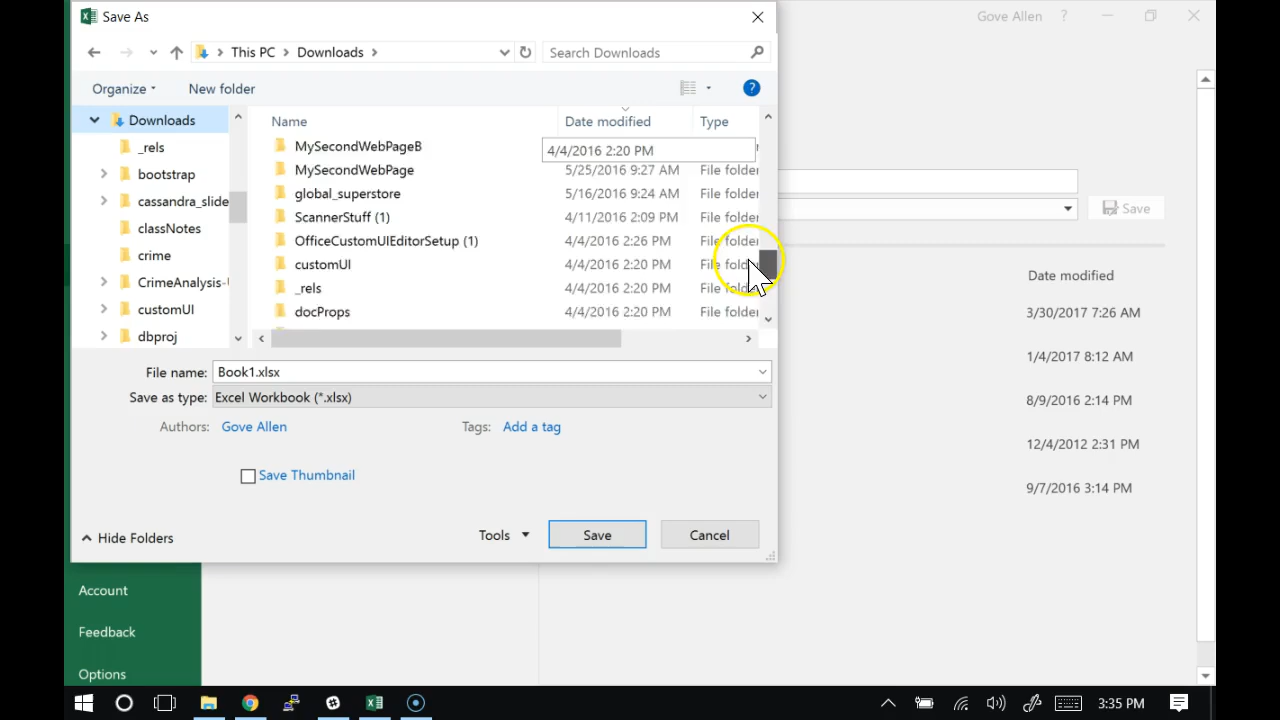 Save As
Gove Allen ?
This PC > Downloads >
Search Downloads
Organize
New folder
?
Downloads
_rels
bootstrap
cassandra_slide
classNotes
crime
CrimeAnalysis-
customUI
dbproj
Name
Date modified
Type
MySecondWebPageB
4/4/2016 2:20 PM
MySecondWebPage 5/25/2016 9:27 AM File folder
global_superstore 5/16/2016 9:24 AM File folder
ScannerStuff (1) 4/11/2016 2:09 PM File folder
OfficeCustomUIEditorSetup (1) 4/4/2016 2:26 PM File folder
customUI 4/4/2016 2:20 PM File folder
_rels 4/4/2016 2:20 PM File folder
docProps 4/4/2016 2:20 PM File folder
File name: Book1.xlsx
Save as type: Excel Workbook (*.xlsx)
Authors: Gove Allen
Tags: Add a tag
Save Thumbnail
Hide Folders
Tools
Save
Cancel
Save
Date modified
3/30/2017 7:26 AM
1/4/2017 8:12 AM
8/9/2016 2:14 PM
12/4/2012 2:31 PM
9/7/2016 3:14 PM
Account
Feedback
Options
3:35 PM